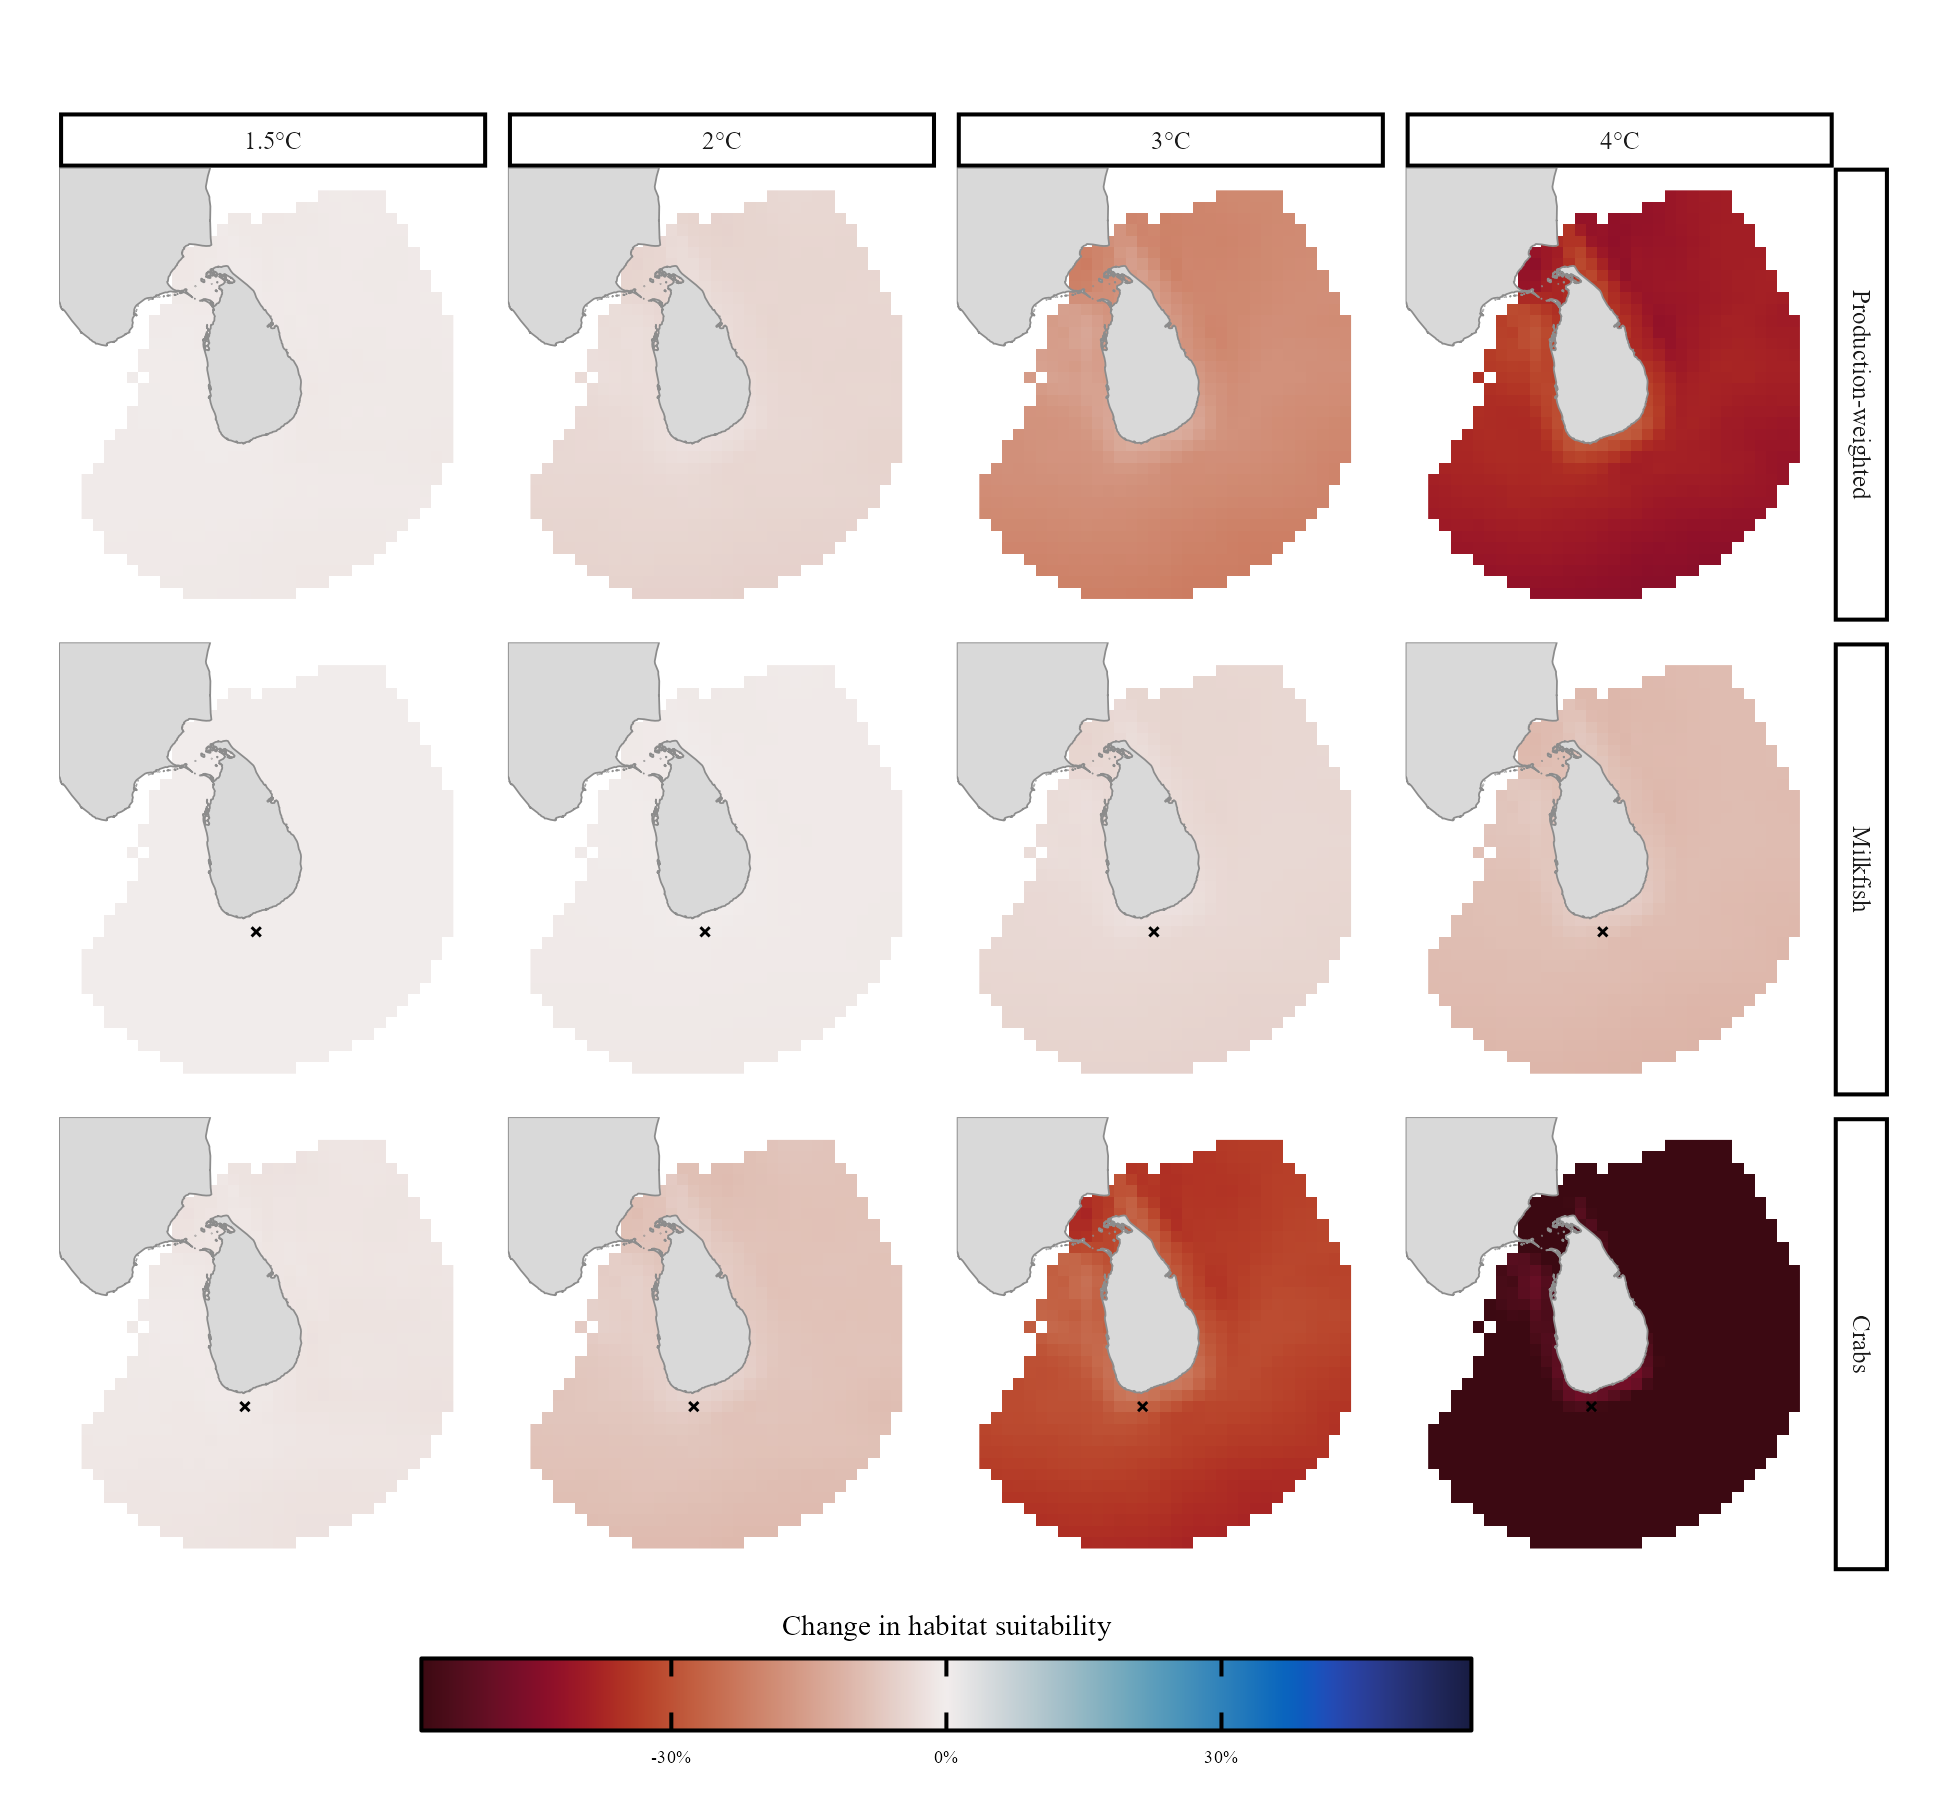 1.5°C
2°C
3°C
4°C
Production-weighted
Milkfish
Crabs
Change in habitat suitability
-30%
0%
30%